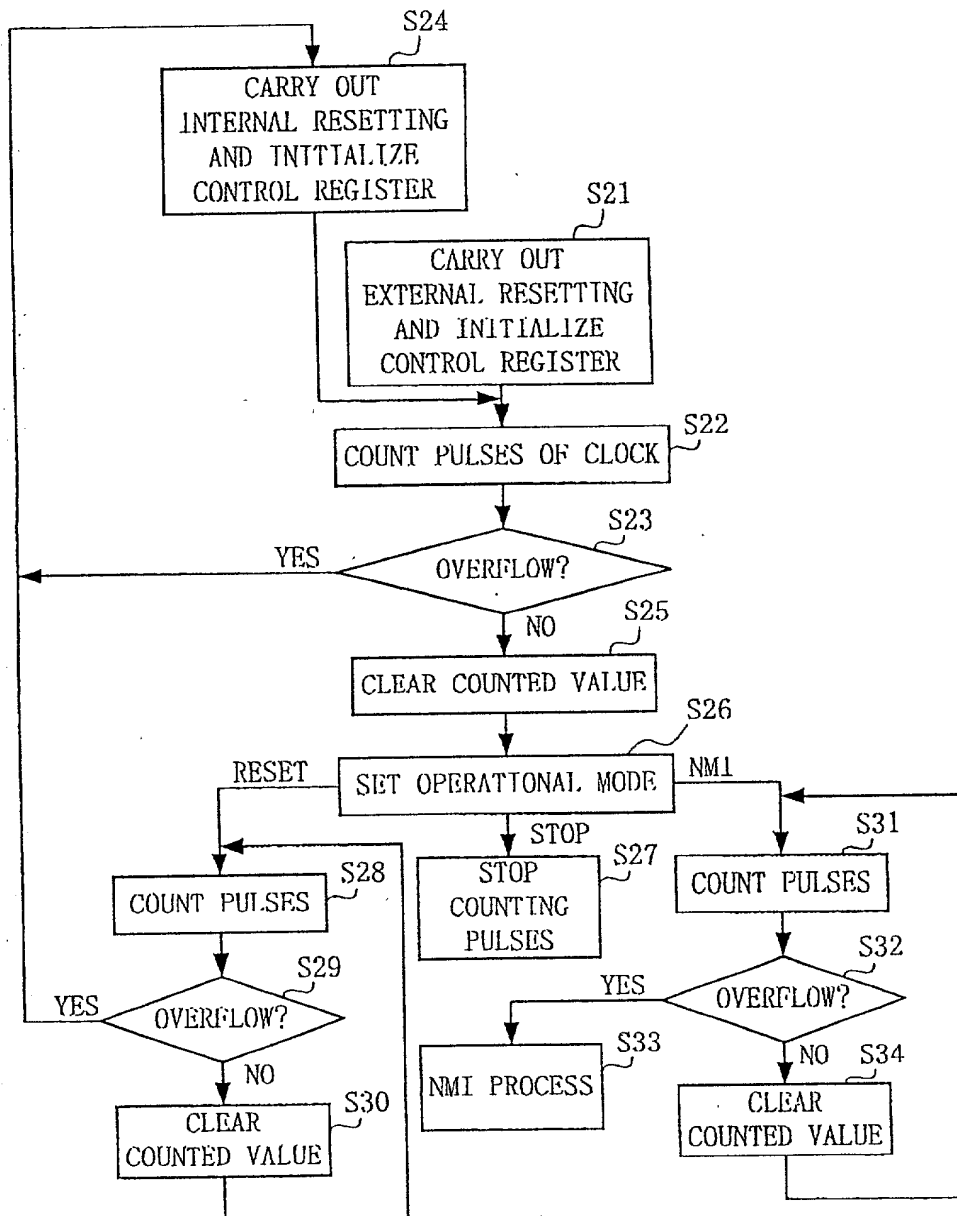 S24
CARRY OUT
INTERNAL RESETTING
AND INITIALIZE
CONTROL REGISTER
S21
CARRY OUT
EXTERNAL RESETTING
AND INITIALIZE
CONTROL REGISTER
S22
COUNT PULSES OF CLOCK
S23
YES
OVERFLOW?
NO
S25
CLEAR COUNTED VALUE
S26
RESET
SET OPERATIONAL MODE
NMI
STOP
S28
COUNT PULSES
S27
STOP
COUNTING
PULSES
S31
COUNT PULSES
S29
YES
OVERFLOW?
NO
S32
YES
OVERFLOW?
NO
S33
NMI PROCESS
S30
CLEAR
COUNTED VALUE
S34
CLEAR
COUNTED VALUE